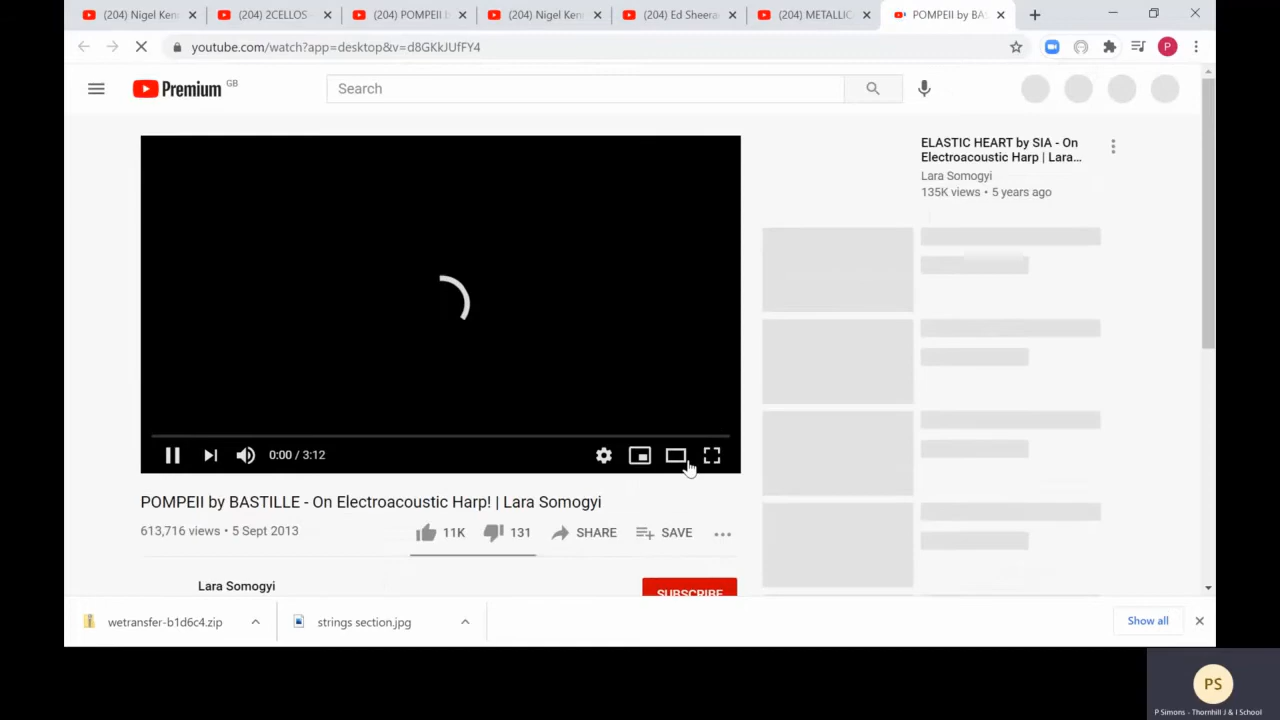 (204) Nigel Ken
(204) 2CELLOS
(204) POMPEII b
(204) Nigel Ken
(204) Ed Sheera
(204) METALLIC
POMPEII by BAS
youtube.com/watch?app=desktop&v=d8GKkJUfFY4
P
Premium GB
Search
ELASTIC HEART by SIA - On
Electroacoustic Harp | Lara...
Lara Somogyi
135K views • 5 years ago
0:00 / 3:12
POMPEII by BASTILLE - On Electroacoustic Harp! | Lara Somogyi
613,716 views • 5 Sept 2013
11K
131
SHARE
SAVE
Lara Somogyi
SUBSCRIBE
wetransfer-b1d6c4.zip
strings section.jpg
Show all
PS
P Simons - Thornhill J & I School